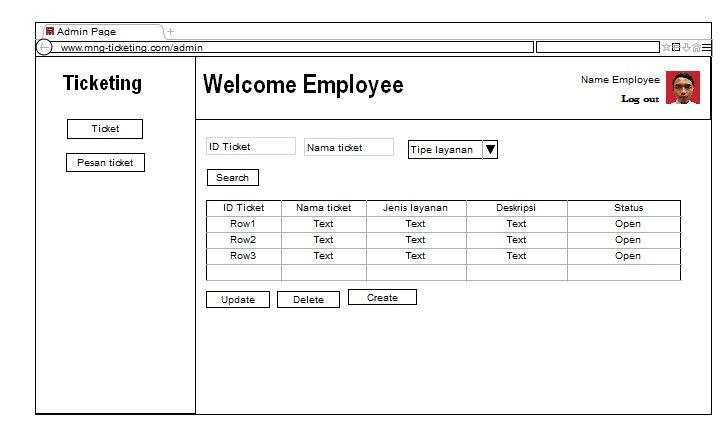 Admin Page
www.mng-ticketing.com/admin
Ticketing
Welcome Employee
Name Employee
Log out
Ticket
Pesan ticket
ID Ticket Nama ticket Tipe layanan
Search
ID Ticket Nama ticket Jenis layanan Deskripsi Status
Row1 Text Text Text Open
Row2 Text Text Text Open
Row3 Text Text Text Open
Update Delete Create